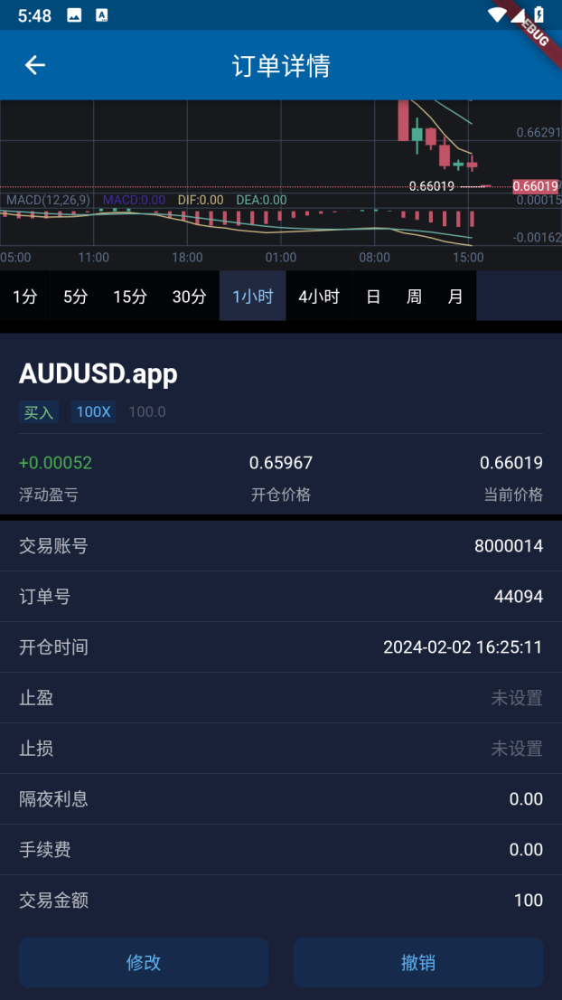 5:48
DEBUG
订单详情
0.66291
0.66019 0.66019
MACD(12,26,9) MACD:0.00 DIF:0.00 DEA:0.00 0.00015
-0.00162
05:00 11:00 18:00 01:00 08:00 15:00
1分 5分 15分 30分 1小时 4小时 日 周 月
AUDUSD.app
买入 100X 100.0
+0.00052 0.65967 0.66019
浮动盈亏 开仓价格 当前价格
交易账号 8000014
订单号 44094
开仓时间 2024-02-02 16:25:11
止盈 未设置
止损 未设置
隔夜利息 0.00
手续费 0.00
交易金额 100
修改 撤销